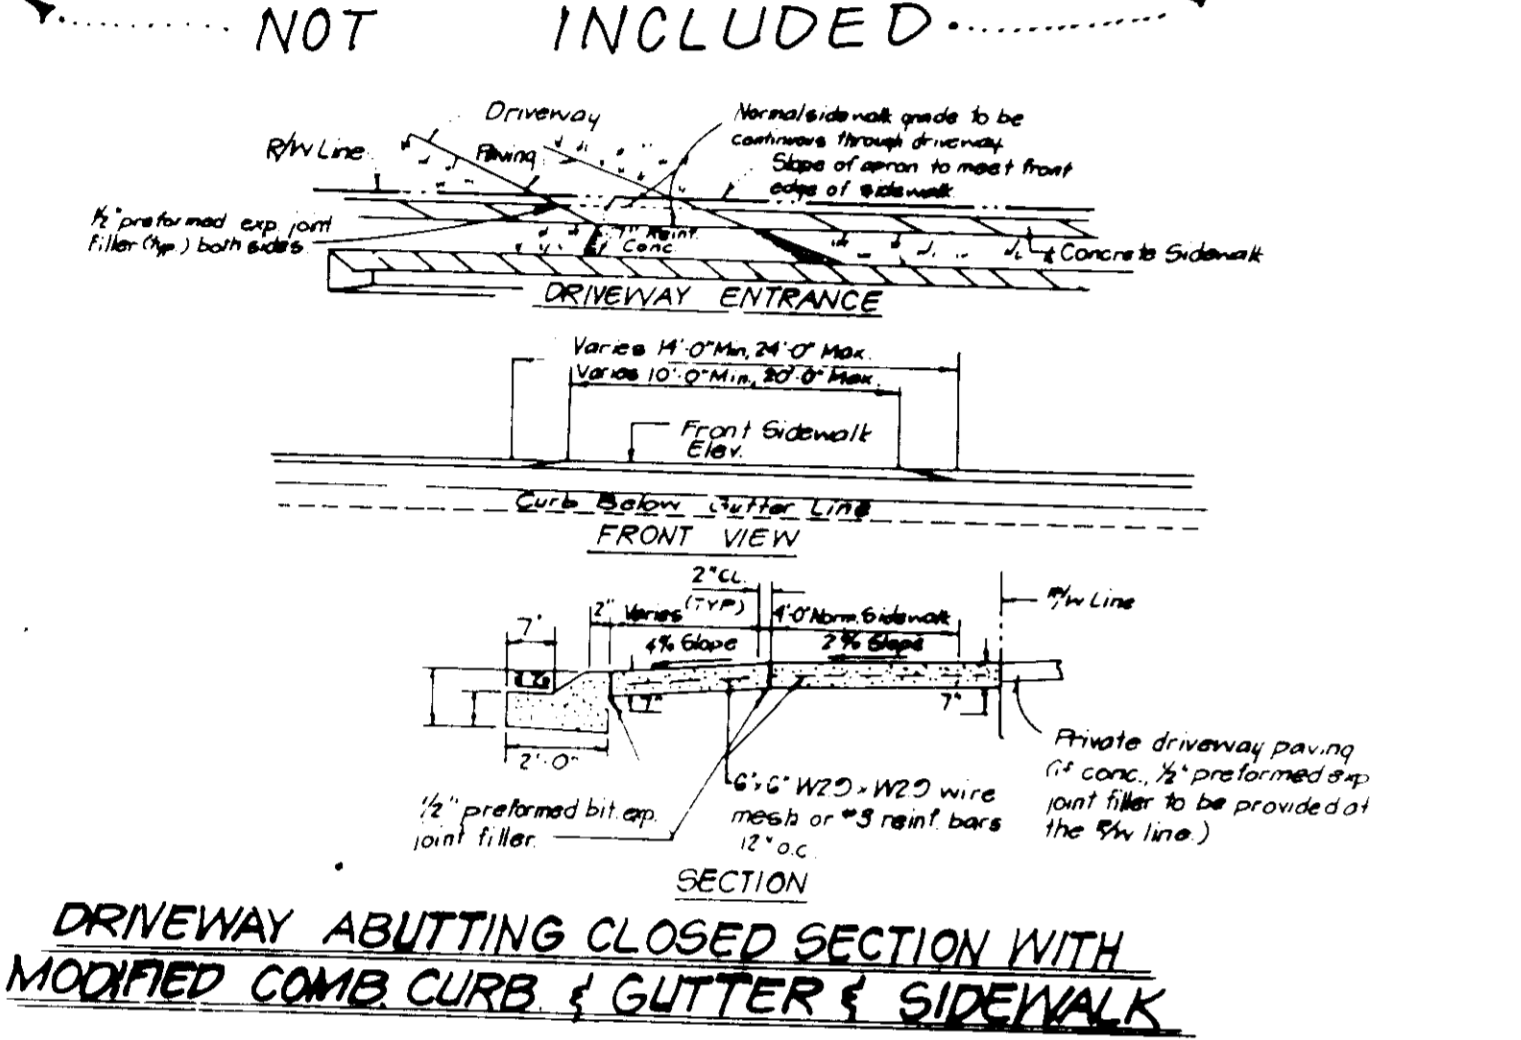 NOT INCLUDED
Driveway
Paving
R/W Line
Normal sidewalk grade to be
continuous through driveway
Slope of apron to meet front
edge of sidewalk
1/2" preformed exp. joint
filler (typ.) both sides
7" Reinf.
Conc.
Concrete Sidewalk
DRIVEWAY ENTRANCE
Varies 14'-0" Min, 24'-0" Max.
Varies 10'-0" Min, 20'-0" Max.
Front Sidewalk
Elev.
Curb Below Gutter Line
FRONT VIEW
2" CL.
(TYP)
R/W Line
7"
2"
Varies
4'-0" Norm. Sidewalk
4% Slope
2% Slope
7"
7"
2'-0"
Private driveway paving
(if conc., 1/2" preformed exp
joint filler to be provided at
the R/W line.)
1/2" preformed bit. exp.
joint filler.
6"x6" W2.9 x W2.9 wire
mesh or #3 reinf. bars
12" o.c.
SECTION
DRIVEWAY ABUTTING CLOSED SECTION WITH
MODIFIED COMB. CURB. & GUTTER & SIDEWALK